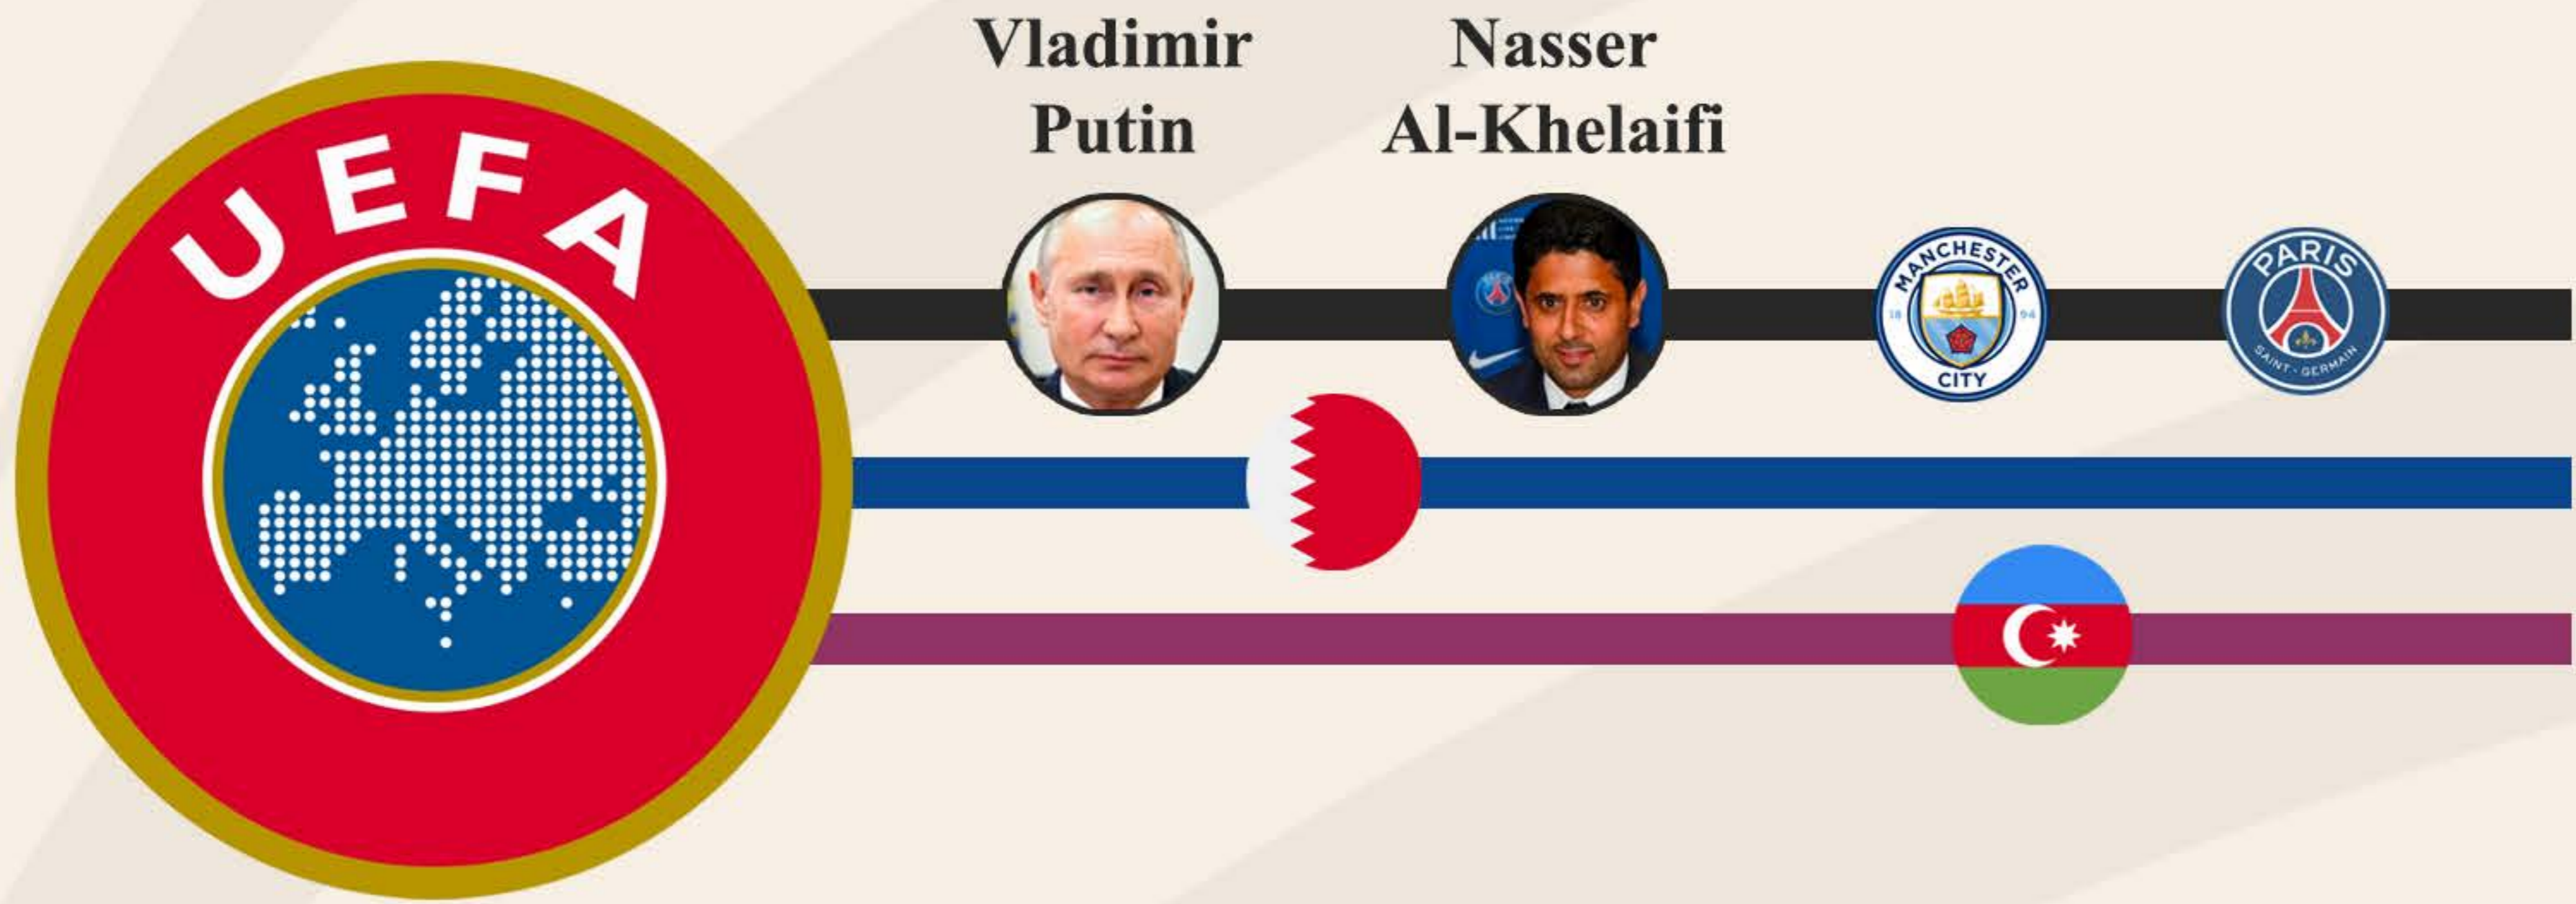 Vladimir
Putin
Nasser
Al-Khelaifi
UEFA
MANCHESTER
18 94
CITY
PARIS
SAINT-GERMAIN